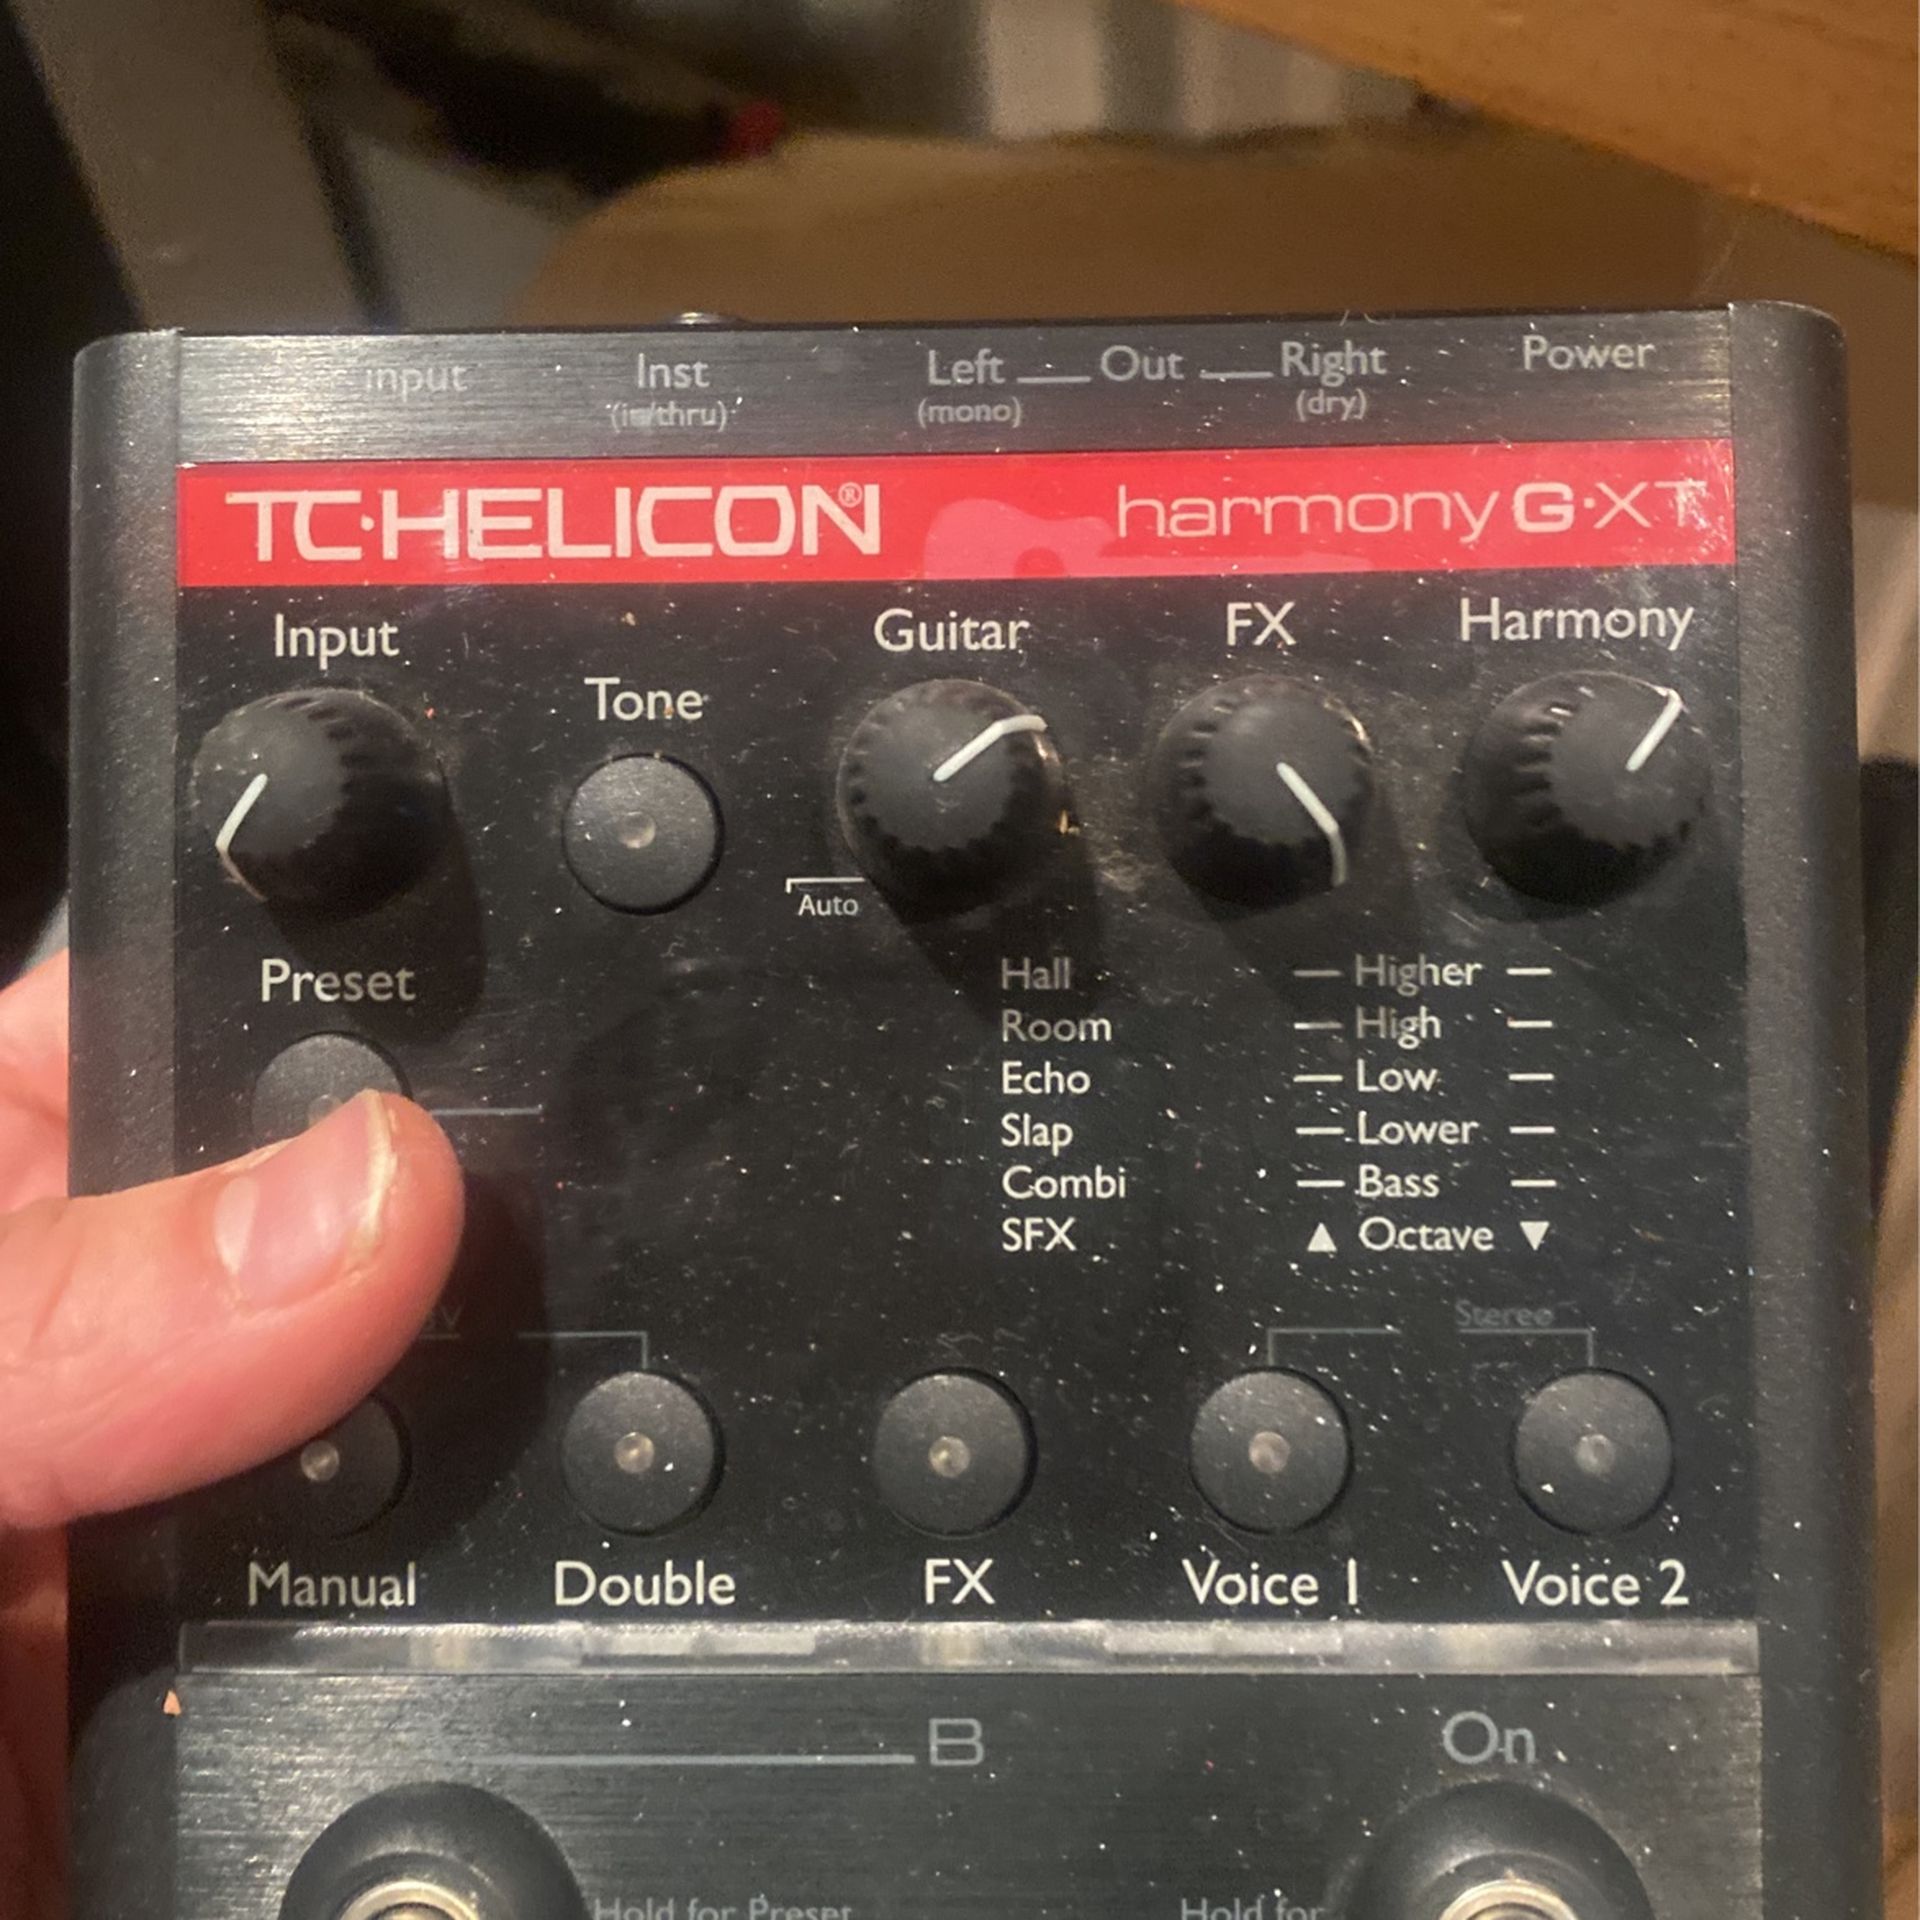 input Inst Left Out Right Power
(in/thru) (mono) (dry)
TC·HELICON® harmony G·XT
Input Tone Guitar FX Harmony
Auto
Preset
Hall Higher
Room High
Echo Low
Slap Lower
Combi Bass
SFX ▲ Octave ▼
Stereo
Manual Double FX Voice 1 Voice 2
B On
Hold for Preset Hold for